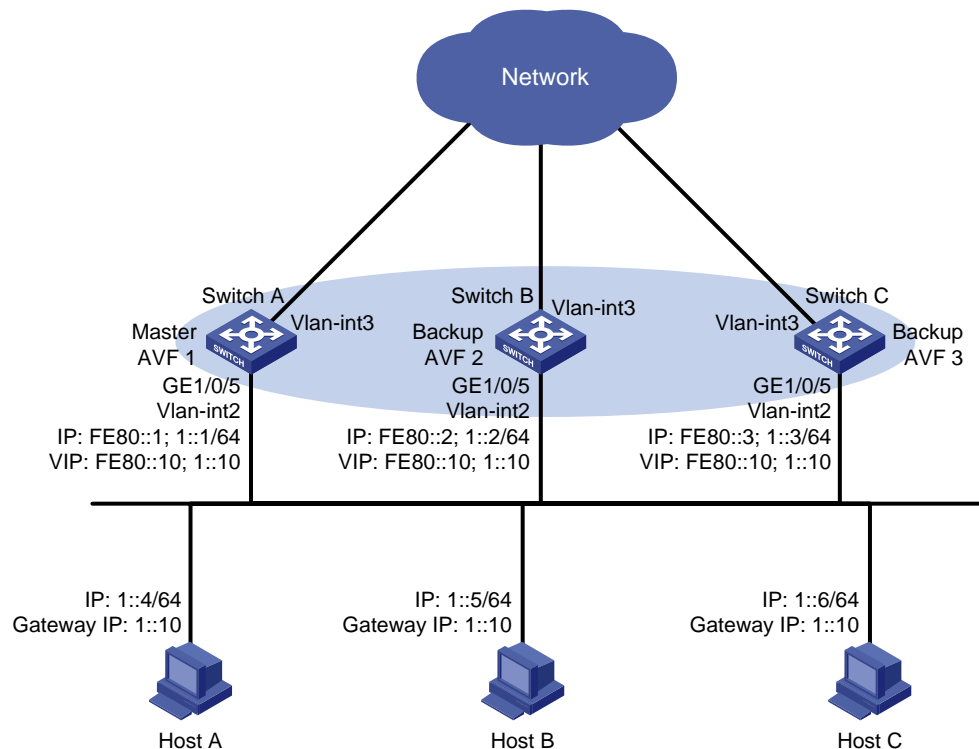 Network
Switch A
Vlan-int3
Master
AVF 1
SWITCH
GE1/0/5
Vlan-int2
IP: FE80::1; 1::1/64
VIP: FE80::10; 1::10
Switch B
Vlan-int3
Backup
AVF 2
SWITCH
GE1/0/5
Vlan-int2
IP: FE80::2; 1::2/64
VIP: FE80::10; 1::10
Switch C
Vlan-int3
Backup
AVF 3
SWITCH
GE1/0/5
Vlan-int2
IP: FE80::3; 1::3/64
VIP: FE80::10; 1::10
IP: 1::4/64
Gateway IP: 1::10
Host A
IP: 1::5/64
Gateway IP: 1::10
Host B
IP: 1::6/64
Gateway IP: 1::10
Host C